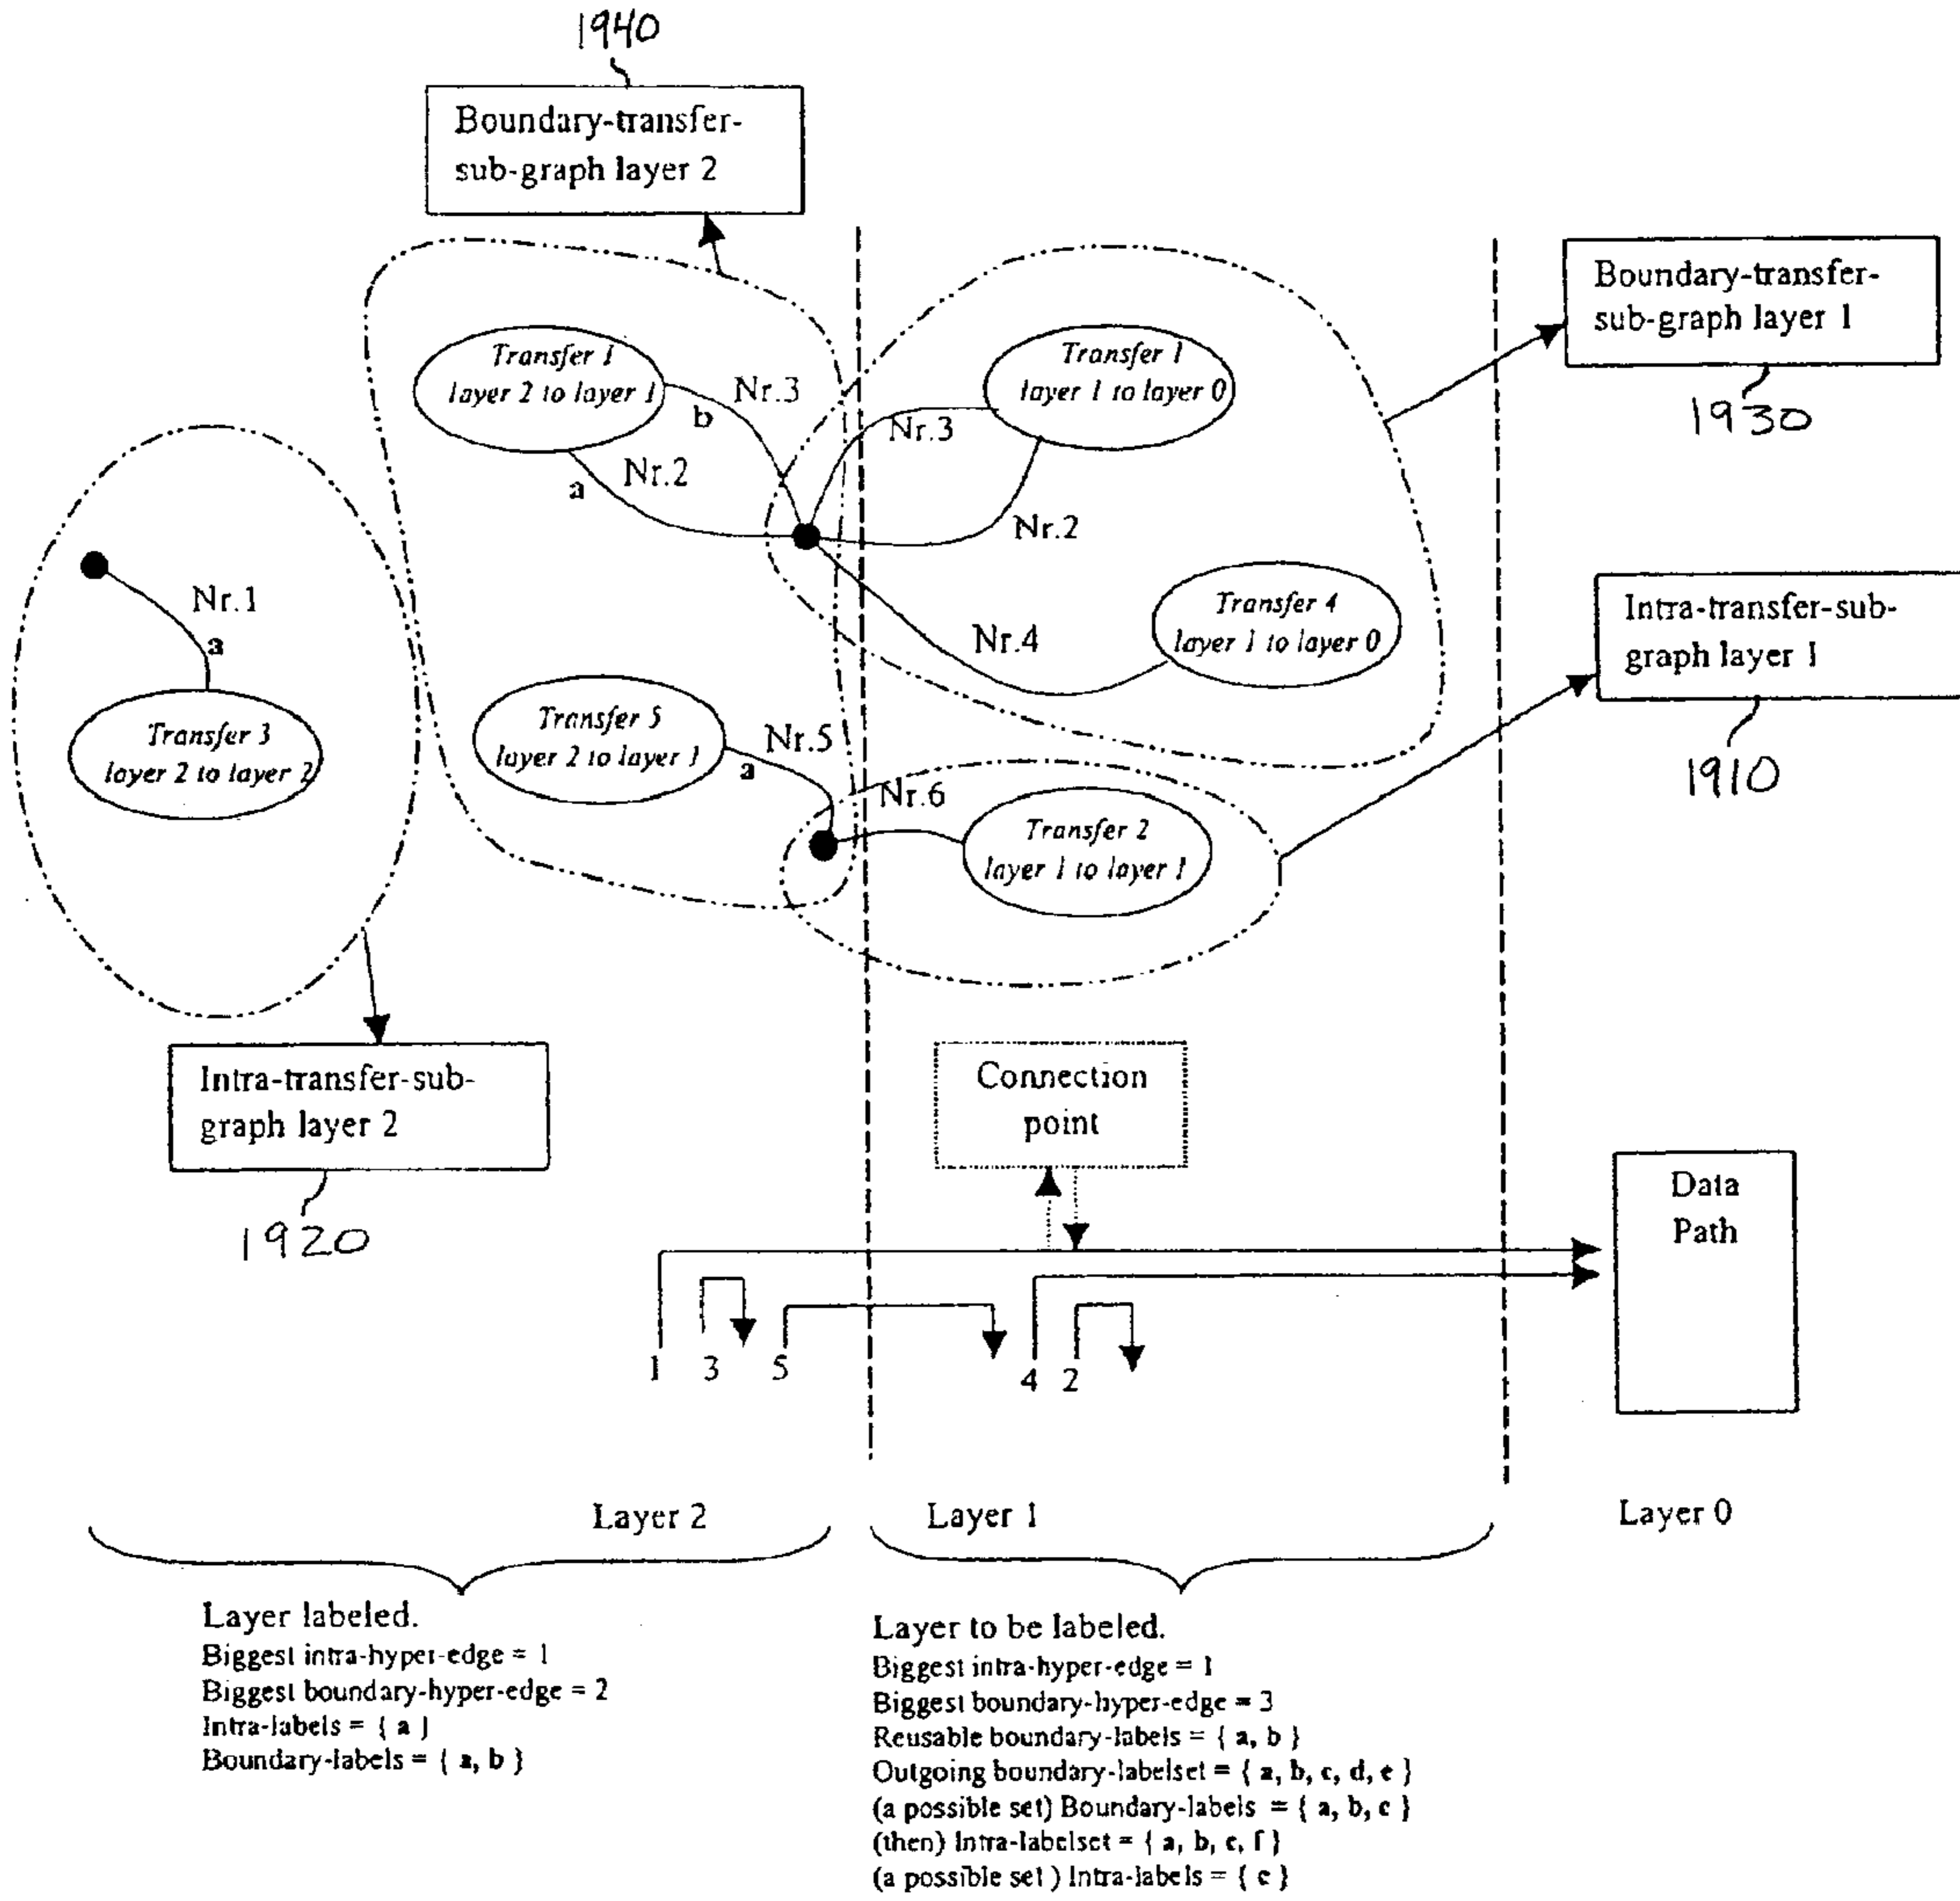 1940
Boundary-transfer-
sub-graph layer 2
Boundary-transfer-
sub-graph layer 1
1930
Transfer 1
layer 2 to layer 1
Nr.3
b
Nr.2
a
Transfer 1
layer 1 to layer 0
Nr.3
Nr.2
Nr.1
a
Transfer 3
layer 2 to layer 2
Nr.4
Transfer 4
layer 1 to layer 0
Intra-transfer-sub-
graph layer 1
1910
Transfer 5
layer 2 to layer 1
Nr.5
a
Nr.6
Transfer 2
layer 1 to layer 1
Intra-transfer-sub-
graph layer 2
1920
Connection
point
Data
Path
1 3 5 4 2
Layer 2
Layer 1
Layer 0
Layer labeled.
Biggest intra-hyper-edge = 1
Biggest boundary-hyper-edge = 2
Intra-labels = { a }
Boundary-labels = { a, b }
Layer to be labeled.
Biggest intra-hyper-edge = 1
Biggest boundary-hyper-edge = 3
Reusable boundary-labels = { a, b }
Outgoing boundary-labelset = { a, b, c, d, e }
(a possible set) Boundary-labels = { a, b, c }
(then) Intra-labelset = { a, b, c, f }
(a possible set ) Intra-labels = { c }